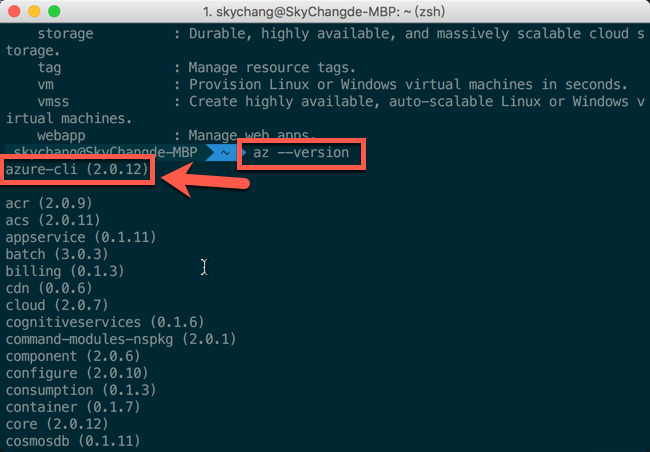 1. skychang@SkyChangde-MBP: ~ (zsh)
storage : Durable, highly available, and massively scalable cloud s
torage.
tag : Manage resource tags.
vm : Provision Linux or Windows virtual machines in seconds.
vmss : Create highly available, auto-scalable Linux or Windows v
irtual machines.
webapp : Manage web apps.
skychang@SkyChangde-MBP ~ az --version
azure-cli (2.0.12)
acr (2.0.9)
acs (2.0.11)
appservice (0.1.11)
batch (3.0.3)
billing (0.1.3)
cdn (0.0.6)
cloud (2.0.7)
cognitiveservices (0.1.6)
command-modules-nspkg (2.0.1)
component (2.0.6)
configure (2.0.10)
consumption (0.1.3)
container (0.1.7)
core (2.0.12)
cosmosdb (0.1.11)